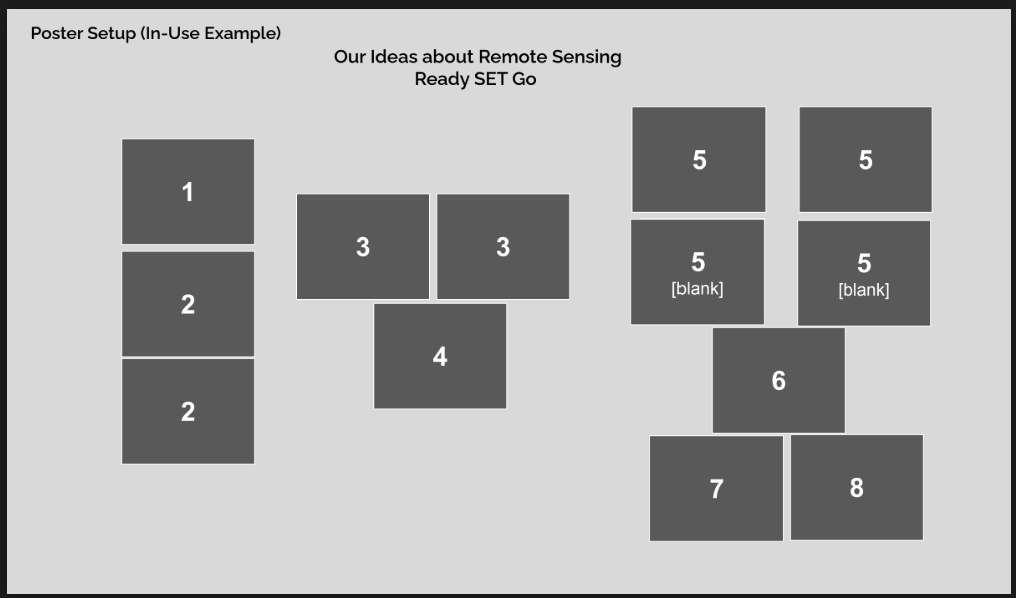 Poster Setup (In-Use Example)
Our Ideas about Remote Sensing
Ready SET Go
1
2
2
3 3
4
5 5
5 5
[blank] [blank]
6
7 8